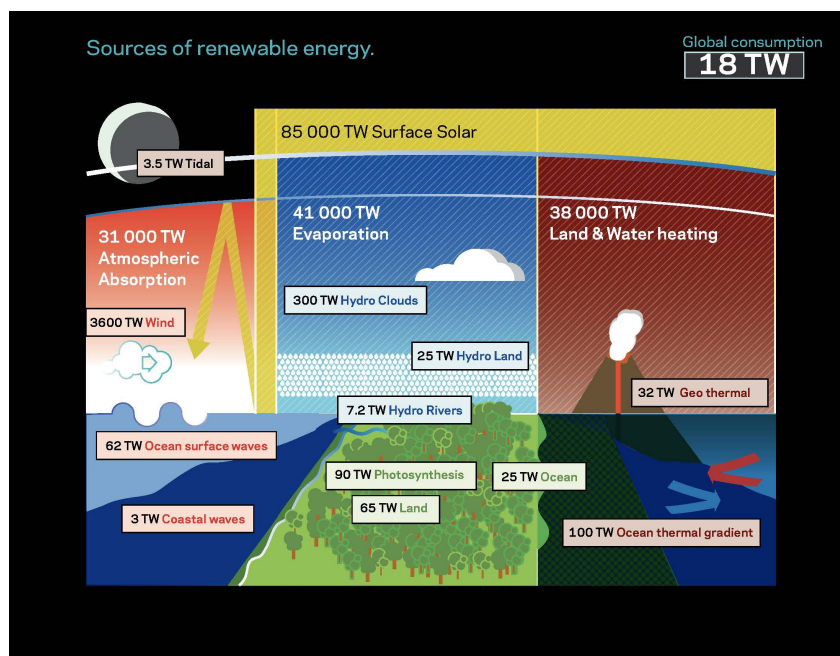 Sources of renewable energy.
Global consumption
18 TW
85 000 TW Surface Solar
3.5 TW Tidal
31 000 TW
Atmospheric
Absorption
41 000 TW
Evaporation
38 000 TW
Land & Water heating
300 TW Hydro Clouds
3600 TW Wind
25 TW Hydro Land
32 TW Geo thermal
7.2 TW Hydro Rivers
62 TW Ocean surface waves
90 TW Photosynthesis
25 TW Ocean
65 TW Land
3 TW Coastal waves
100 TW Ocean thermal gradient